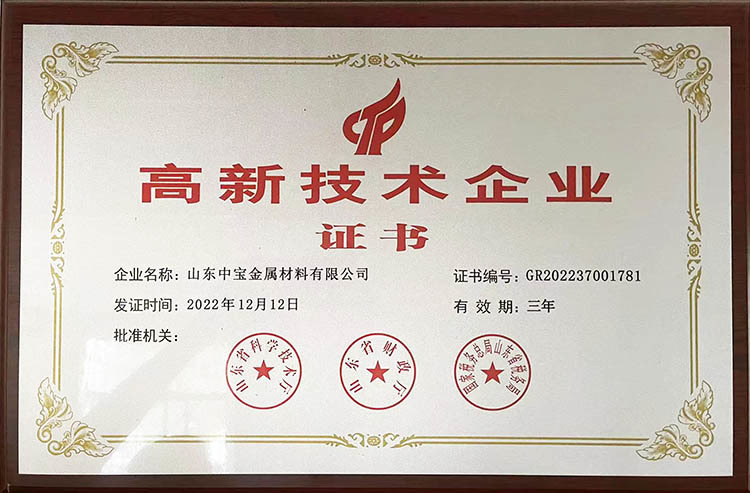 CTP
高新技术企业
证书
企业名称：山东中宝金属材料有限公司
证书编号：GR202237001781
发证时间：2022年12月12日
有 效 期：三年
批准机关：
山东省科学技术厅
山东省财政厅
国家税务总局山东省税务局